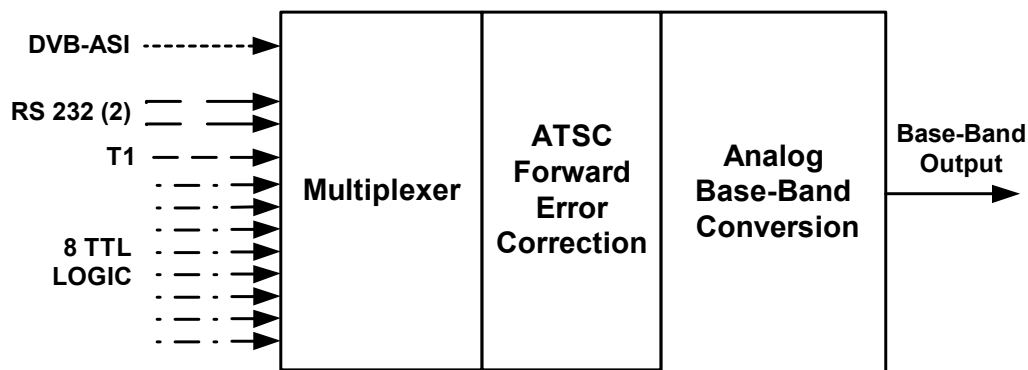 DVB-ASI
RS 232 (2)
T1
8 TTL
LOGIC
Multiplexer
ATSC
Forward
Error
Correction
Analog
Base-Band
Conversion
Base-Band
Output